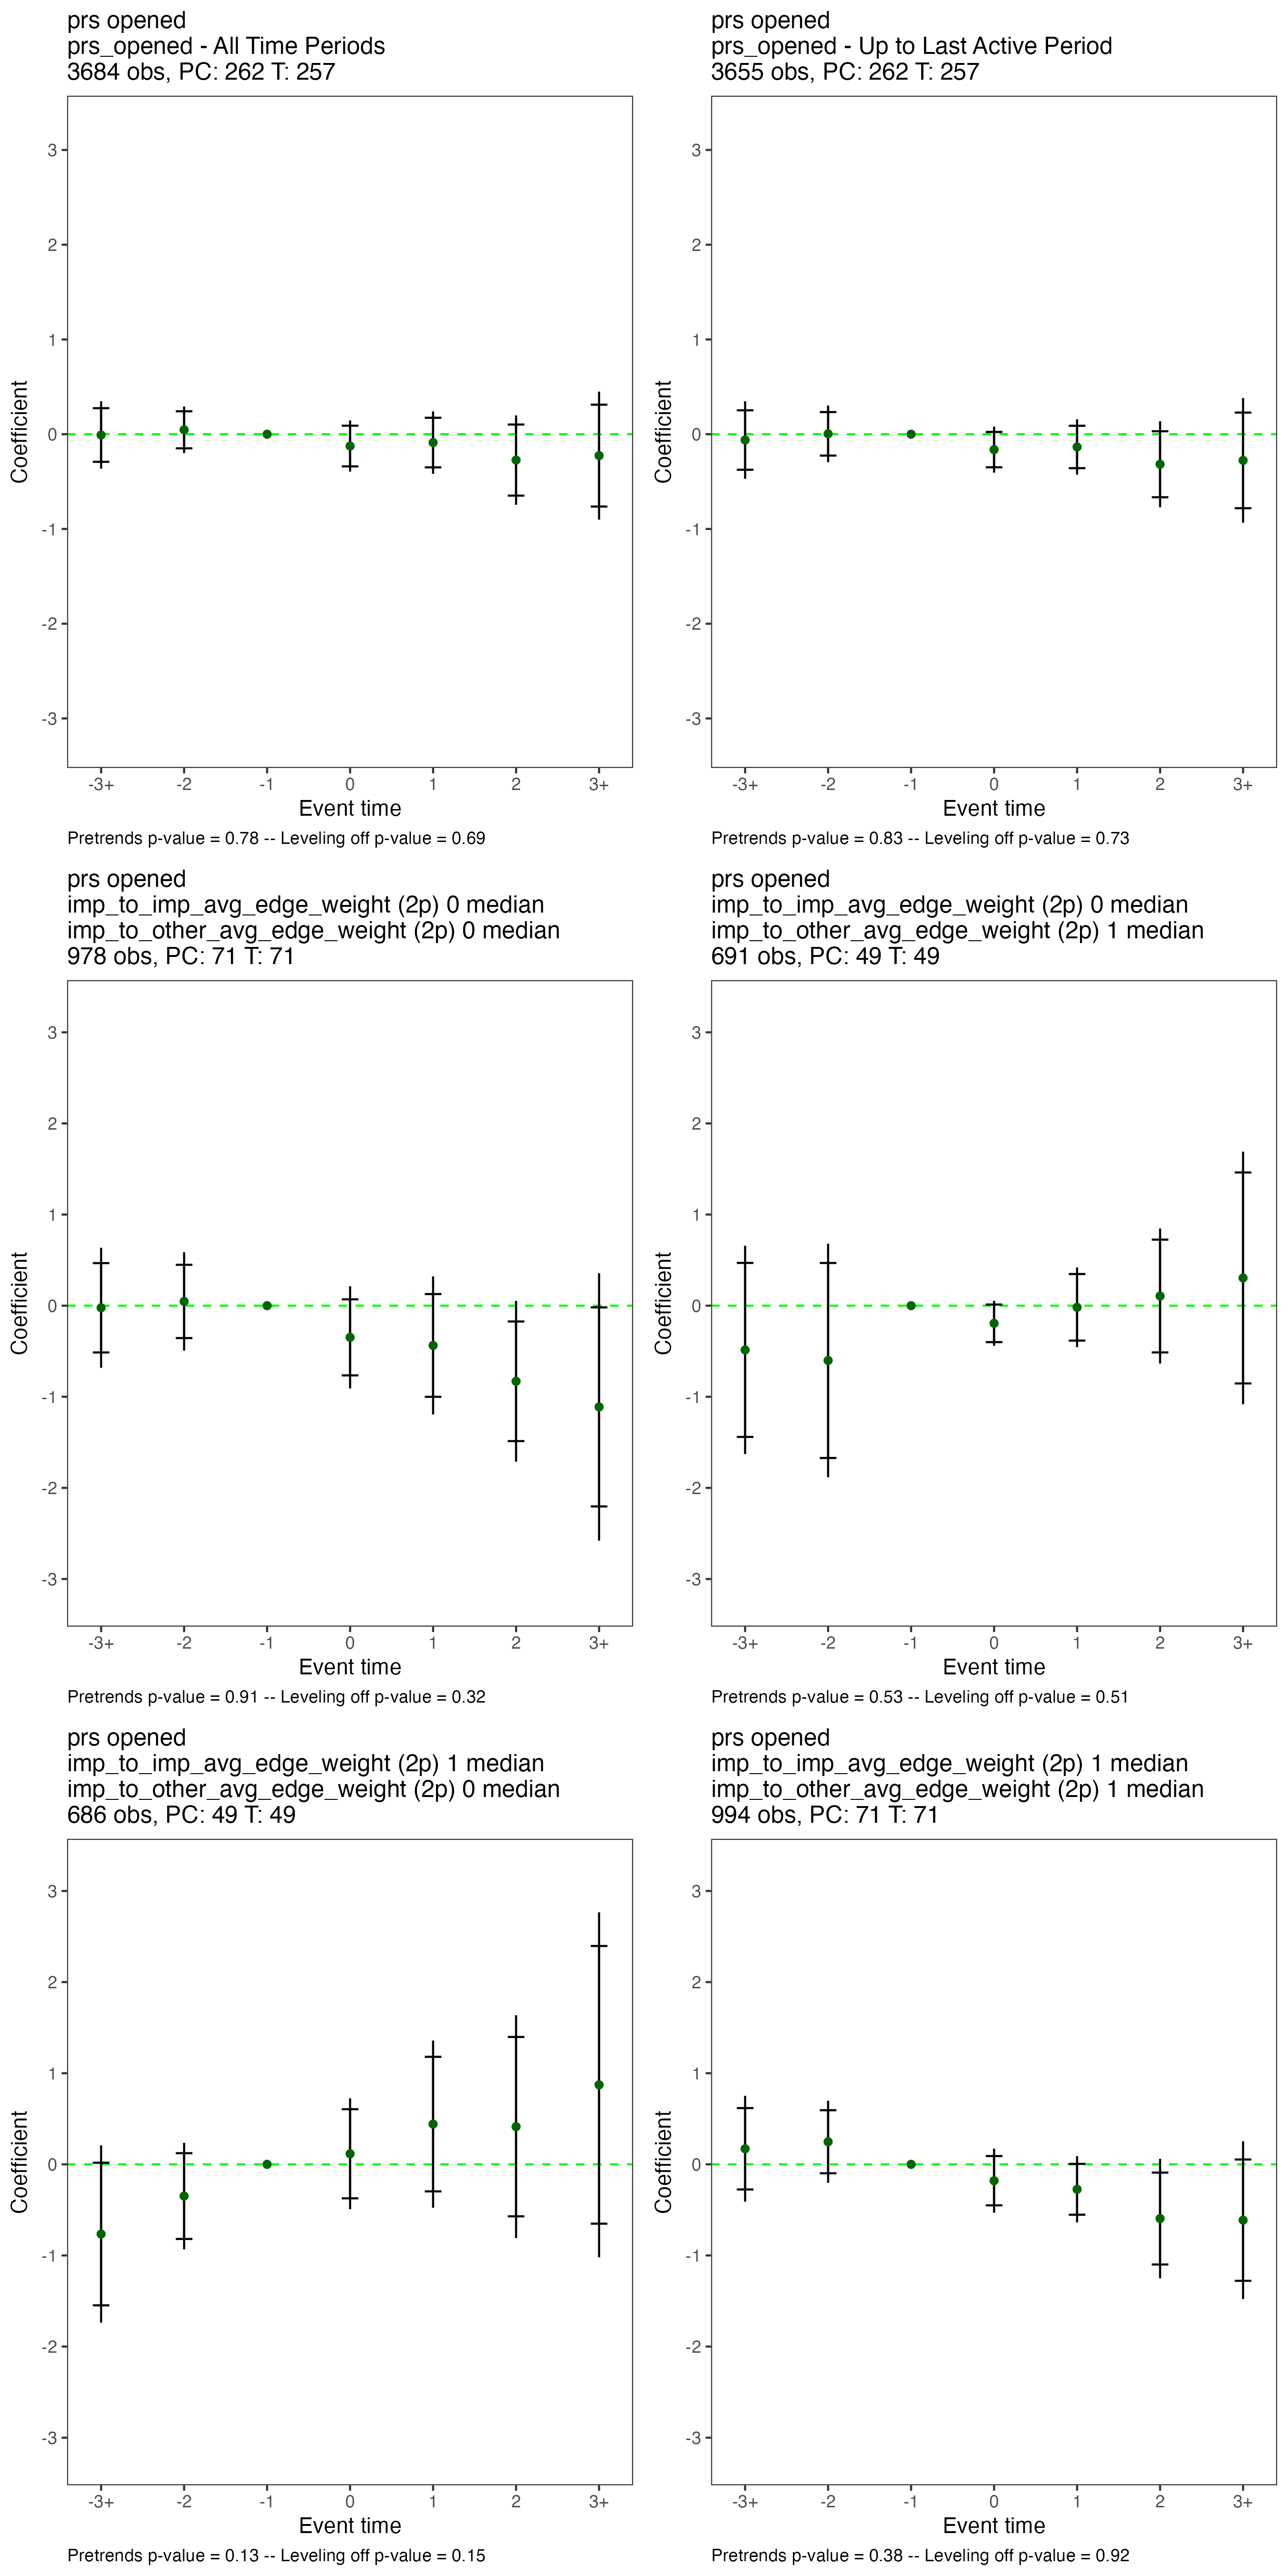 prs opened
prs_opened - All Time Periods
3684 obs, PC: 262 T: 257
3
2
1
0
-1
-2
-3
Coefficient
-3+ -2 -1 0 1 2 3+
Event time
Pretrends p-value = 0.78 -- Leveling off p-value = 0.69
prs opened
prs_opened - Up to Last Active Period
3655 obs, PC: 262 T: 257
3
2
1
0
-1
-2
-3
Coefficient
-3+ -2 -1 0 1 2 3+
Event time
Pretrends p-value = 0.83 -- Leveling off p-value = 0.73
prs opened
imp_to_imp_avg_edge_weight (2p) 0 median
imp_to_other_avg_edge_weight (2p) 0 median
978 obs, PC: 71 T: 71
3
2
1
0
-1
-2
-3
Coefficient
-3+ -2 -1 0 1 2 3+
Event time
Pretrends p-value = 0.91 -- Leveling off p-value = 0.32
prs opened
imp_to_imp_avg_edge_weight (2p) 0 median
imp_to_other_avg_edge_weight (2p) 1 median
691 obs, PC: 49 T: 49
3
2
1
0
-1
-2
-3
Coefficient
-3+ -2 -1 0 1 2 3+
Event time
Pretrends p-value = 0.53 -- Leveling off p-value = 0.51
prs opened
imp_to_imp_avg_edge_weight (2p) 1 median
imp_to_other_avg_edge_weight (2p) 0 median
686 obs, PC: 49 T: 49
3
2
1
0
-1
-2
-3
Coefficient
-3+ -2 -1 0 1 2 3+
Event time
Pretrends p-value = 0.13 -- Leveling off p-value = 0.15
prs opened
imp_to_imp_avg_edge_weight (2p) 1 median
imp_to_other_avg_edge_weight (2p) 1 median
994 obs, PC: 71 T: 71
3
2
1
0
-1
-2
-3
Coefficient
-3+ -2 -1 0 1 2 3+
Event time
Pretrends p-value = 0.38 -- Leveling off p-value = 0.92